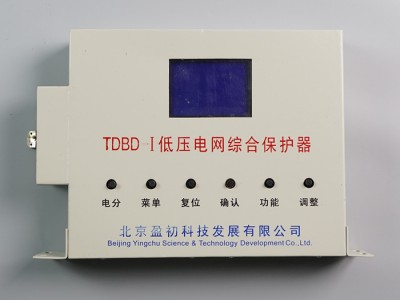 TDBD-I低压电网综合保护器
电分 菜单 复位 确认 功能 调整
北京盈初科技发展有限公司
Beijing Yingchu Science & Technology Development Co.,Ltd.